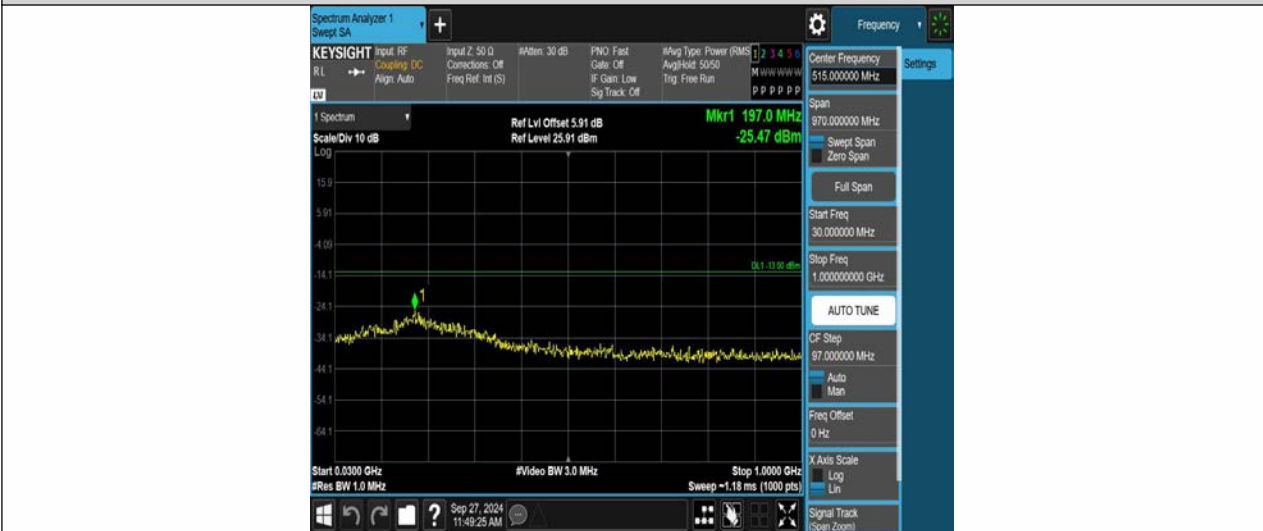 Spectrum Analyzer 1
Swept SA
+
Frequency
KEYSIGHT
RL
Input: RF
Coupling: DC
Align: Auto
Input Z: 50 Ω
Corrections: Off
Freq Ref: Int (S)
#Atten: 30 dB
PNO: Fast
Gate: Off
IF Gain: Low
Sig Track: Off
#Avg Type: Power (RMS
Avg|Hold: 50/50
Trig: Free Run
1 2 3 4 5 6
M W W W W W
P P P P P P
1 Spectrum
Scale/Div 10 dB
Log
Ref Lvl Offset 5.91 dB
Ref Level 25.91 dBm
Mkr1 197.0 MHz
-25.47 dBm
15.9
5.91
-4.09
DL1 -13.00 dBm
-14.1
1
-24.1
-34.1
-44.1
-54.1
-64.1
Start 0.0300 GHz
#Res BW 1.0 MHz
#Video BW 3.0 MHz
Stop 1.0000 GHz
Sweep ~1.18 ms (1000 pts)
?
Sep 27, 2024
11:49:25 AM
Settings
Center Frequency
515.000000 MHz
Span
970.000000 MHz
Swept Span
Zero Span
Full Span
Start Freq
30.000000 MHz
Stop Freq
1.000000000 GHz
AUTO TUNE
CF Step
97.000000 MHz
Auto
Man
Freq Offset
0 Hz
X Axis Scale
Log
Lin
Signal Track
(Span Zoom)